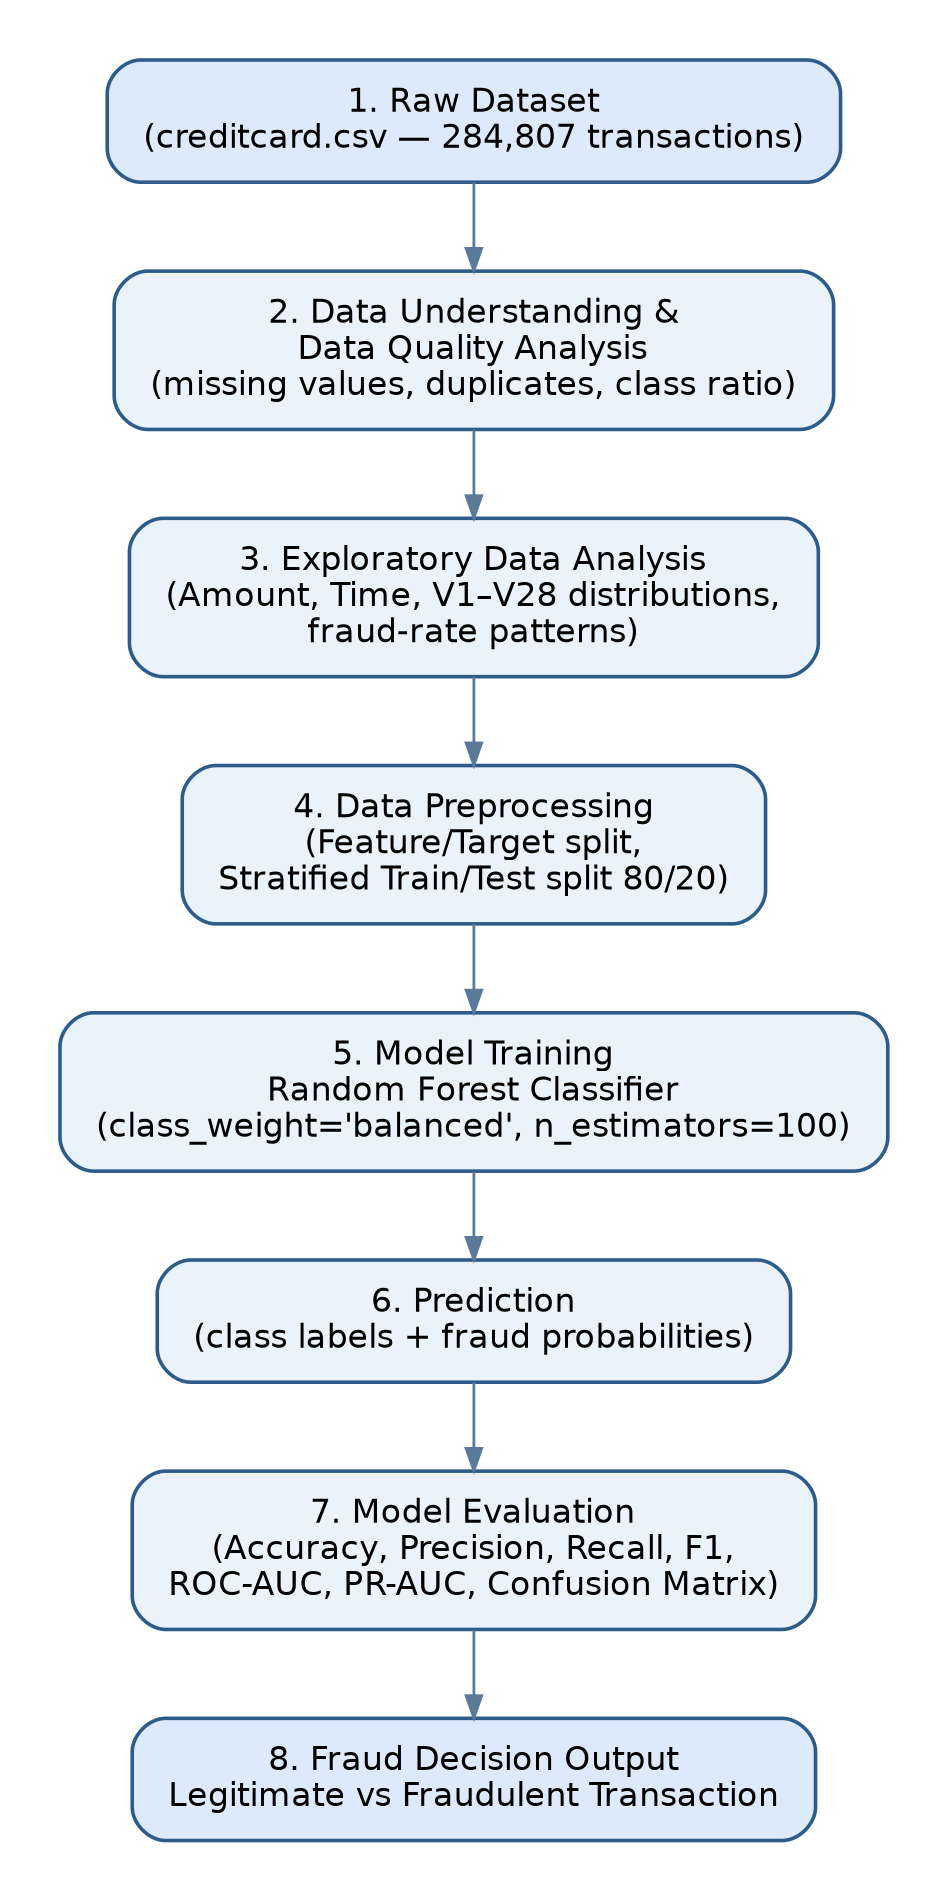 1. Raw Dataset
(creditcard.csv — 284,807 transactions)
2. Data Understanding &
Data Quality Analysis
(missing values, duplicates, class ratio)
3. Exploratory Data Analysis
(Amount, Time, V1–V28 distributions,
fraud-rate patterns)
4. Data Preprocessing
(Feature/Target split,
Stratified Train/Test split 80/20)
5. Model Training
Random Forest Classifier
(class_weight='balanced', n_estimators=100)
6. Prediction
(class labels + fraud probabilities)
7. Model Evaluation
(Accuracy, Precision, Recall, F1,
ROC-AUC, PR-AUC, Confusion Matrix)
8. Fraud Decision Output
Legitimate vs Fraudulent Transaction